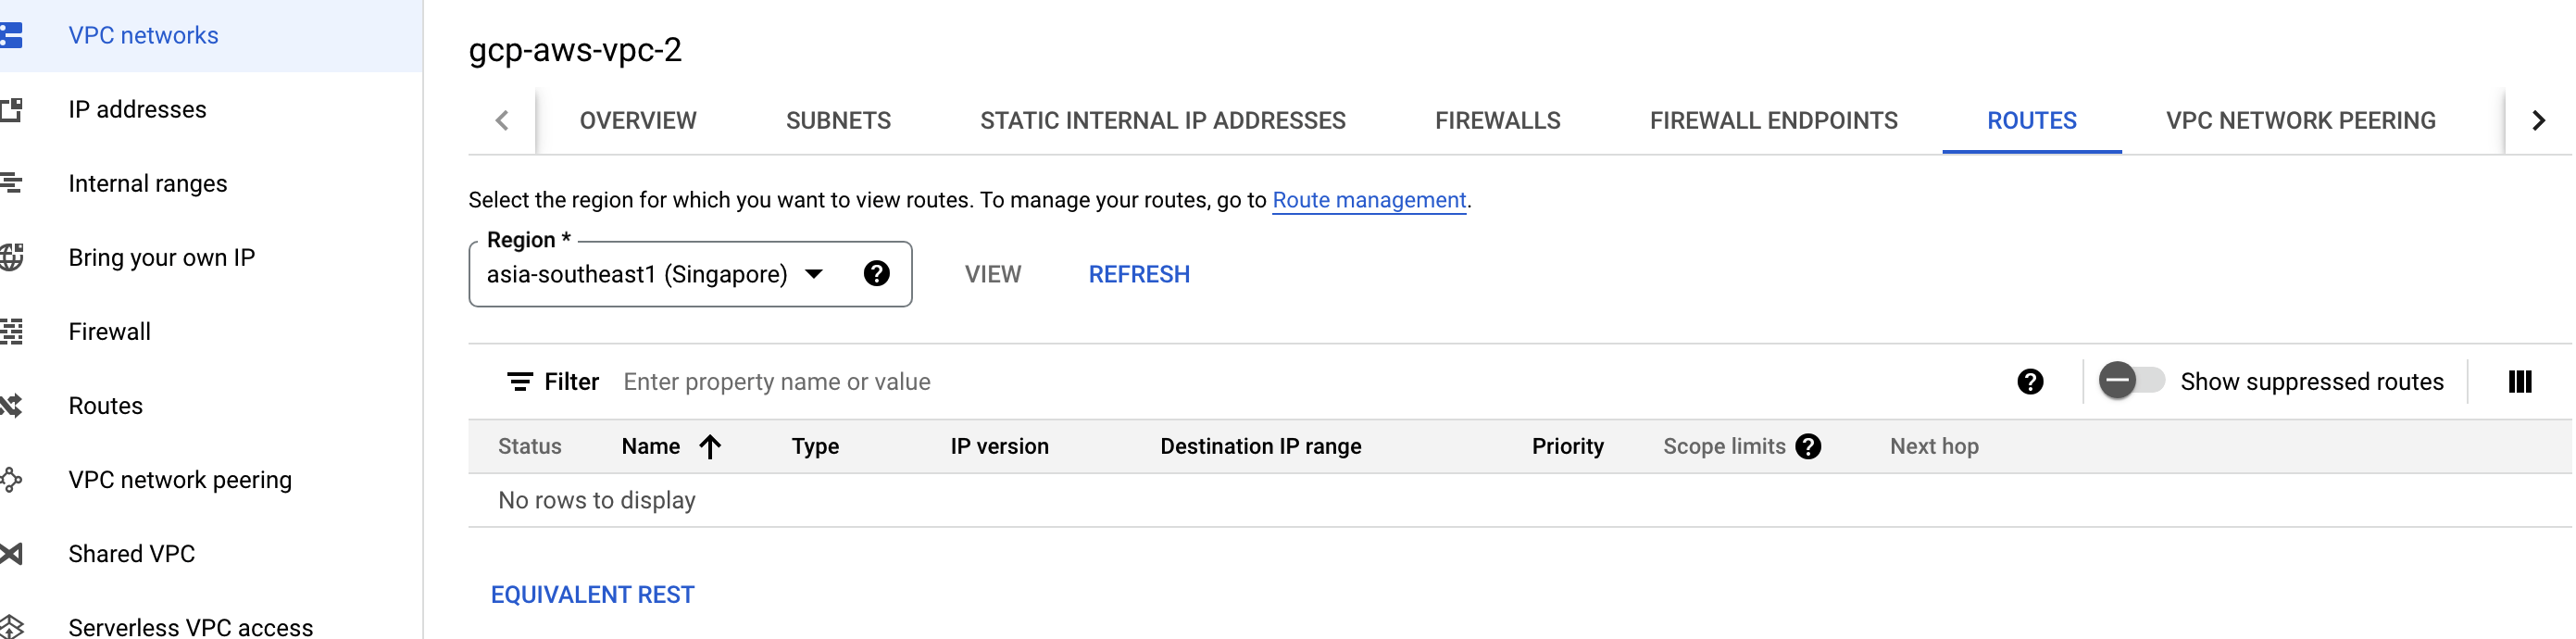 VPC networks
IP addresses
Internal ranges
Bring your own IP
Firewall
Routes
VPC network peering
Shared VPC
Serverless VPC access
gcp-aws-vpc-2
OVERVIEW SUBNETS STATIC INTERNAL IP ADDRESSES FIREWALLS FIREWALL ENDPOINTS ROUTES VPC NETWORK PEERING
Select the region for which you want to view routes. To manage your routes, go to Route management.
Region *
asia-southeast1 (Singapore) ? VIEW REFRESH
Filter Enter property name or value ? Show suppressed routes
Status Name Type IP version Destination IP range Priority Scope limits ? Next hop
No rows to display
EQUIVALENT REST